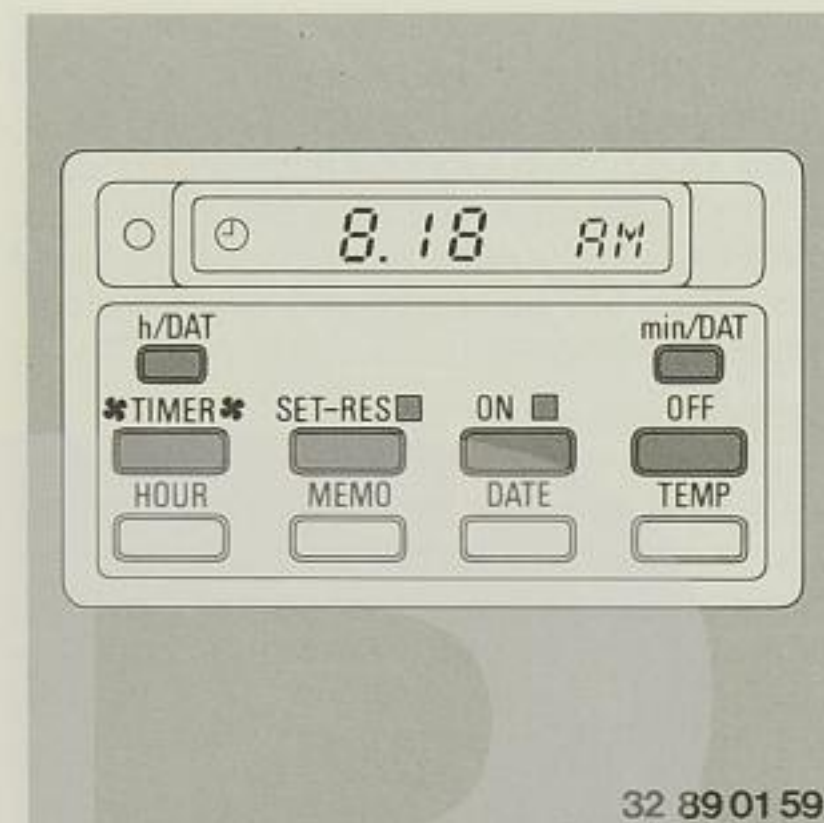 8.18 AM
h/DAT min/DAT
TIMER SET-RES ON OFF
HOUR MEMO DATE TEMP
32 89 01 59